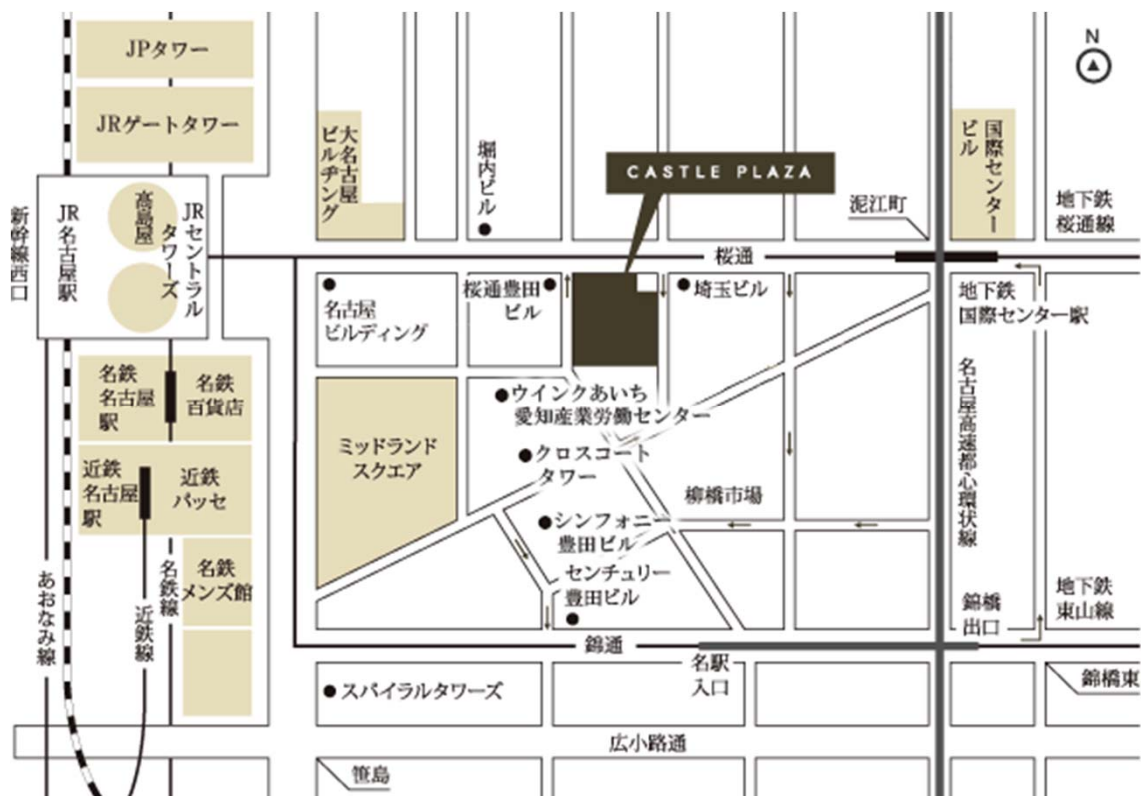 JPタワー
JRゲートタワー
大名古屋
ビルヂング
堀内ビル
CASTLE PLAZA
国際センター
ビル
N
泥江町
地下鉄
桜通線
新幹線西口
JR名古屋駅
髙島屋
JRセントラル
タワーズ
桜通
名古屋
ビルディング
桜通豊田
ビル
埼玉ビル
地下鉄
国際センター駅
名鉄
名古屋
駅
名鉄
百貨店
ミッドランド
スクエア
ウインクあいち
愛知産業労働センター
クロスコート
タワー
名古屋高速都心環状線
近鉄
名古屋
駅
近鉄
パッセ
シンフォニー
豊田ビル
柳橋市場
名鉄
メンズ館
センチュリー
豊田ビル
あおなみ線
近鉄線
名鉄線
錦橋
出口
地下鉄
東山線
錦通
名駅
入口
錦橋東
スパイラルタワーズ
広小路通
笹島